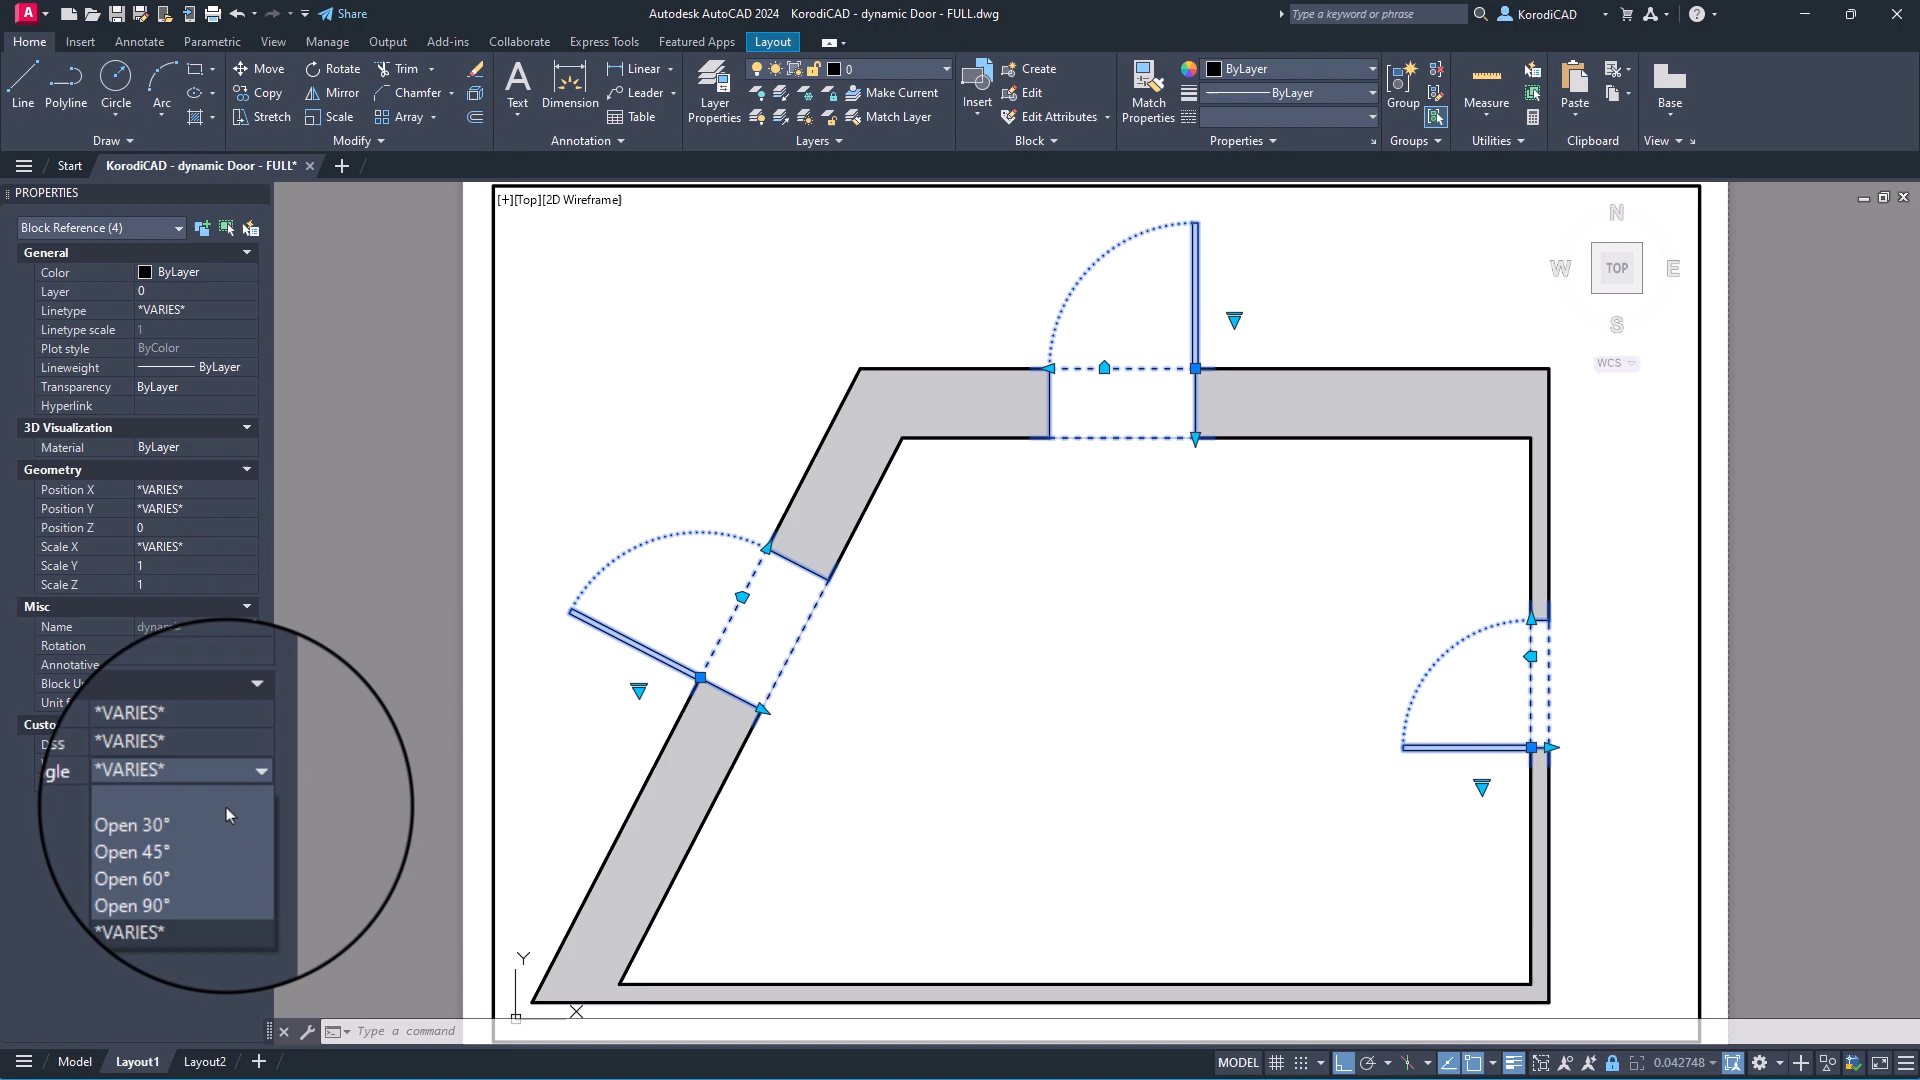 A Share Autodesk AutoCAD 2024 KorodiCAD - dynamic Door - FULL.dwg Type a keyword or phrase KorodiCAD
Home Insert Annotate Parametric View Manage Output Add-ins Collaborate Express Tools Featured Apps Layout
Move Rotate Trim Linear 0 Create ByLayer
Copy Mirror Chamfer Leader Make Current Edit ByLayer
Line Polyline Circle Arc Text Dimension Layer Properties Insert Match Properties Group Measure Paste Base
Stretch Scale Array Table Match Layer Edit Attributes
Draw Modify Annotation Layers Block Properties Groups Utilities Clipboard View
Start KorodiCAD - dynamic Door - FULL*
PROPERTIES
[+][Top][2D Wireframe]
N
W TOP E
S
WCS
Block Reference (4)
General
Color ByLayer
Layer 0
Linetype *VARIES*
Linetype scale 1
Plot style ByColor
Lineweight ByLayer
Transparency ByLayer
Hyperlink
3D Visualization
Material ByLayer
Geometry
Position X *VARIES*
Position Y *VARIES*
Position Z 0
Scale X *VARIES*
Scale Y 1
Scale Z 1
Misc
Name
Rotation
Annotative
Block
Unit
*VARIES*
*VARIES*
gle *VARIES*
Open 30°
Open 45°
Open 60°
Open 90°
*VARIES*
Y
X
Type a command
Model Layout1 Layout2
MODEL 0.042748